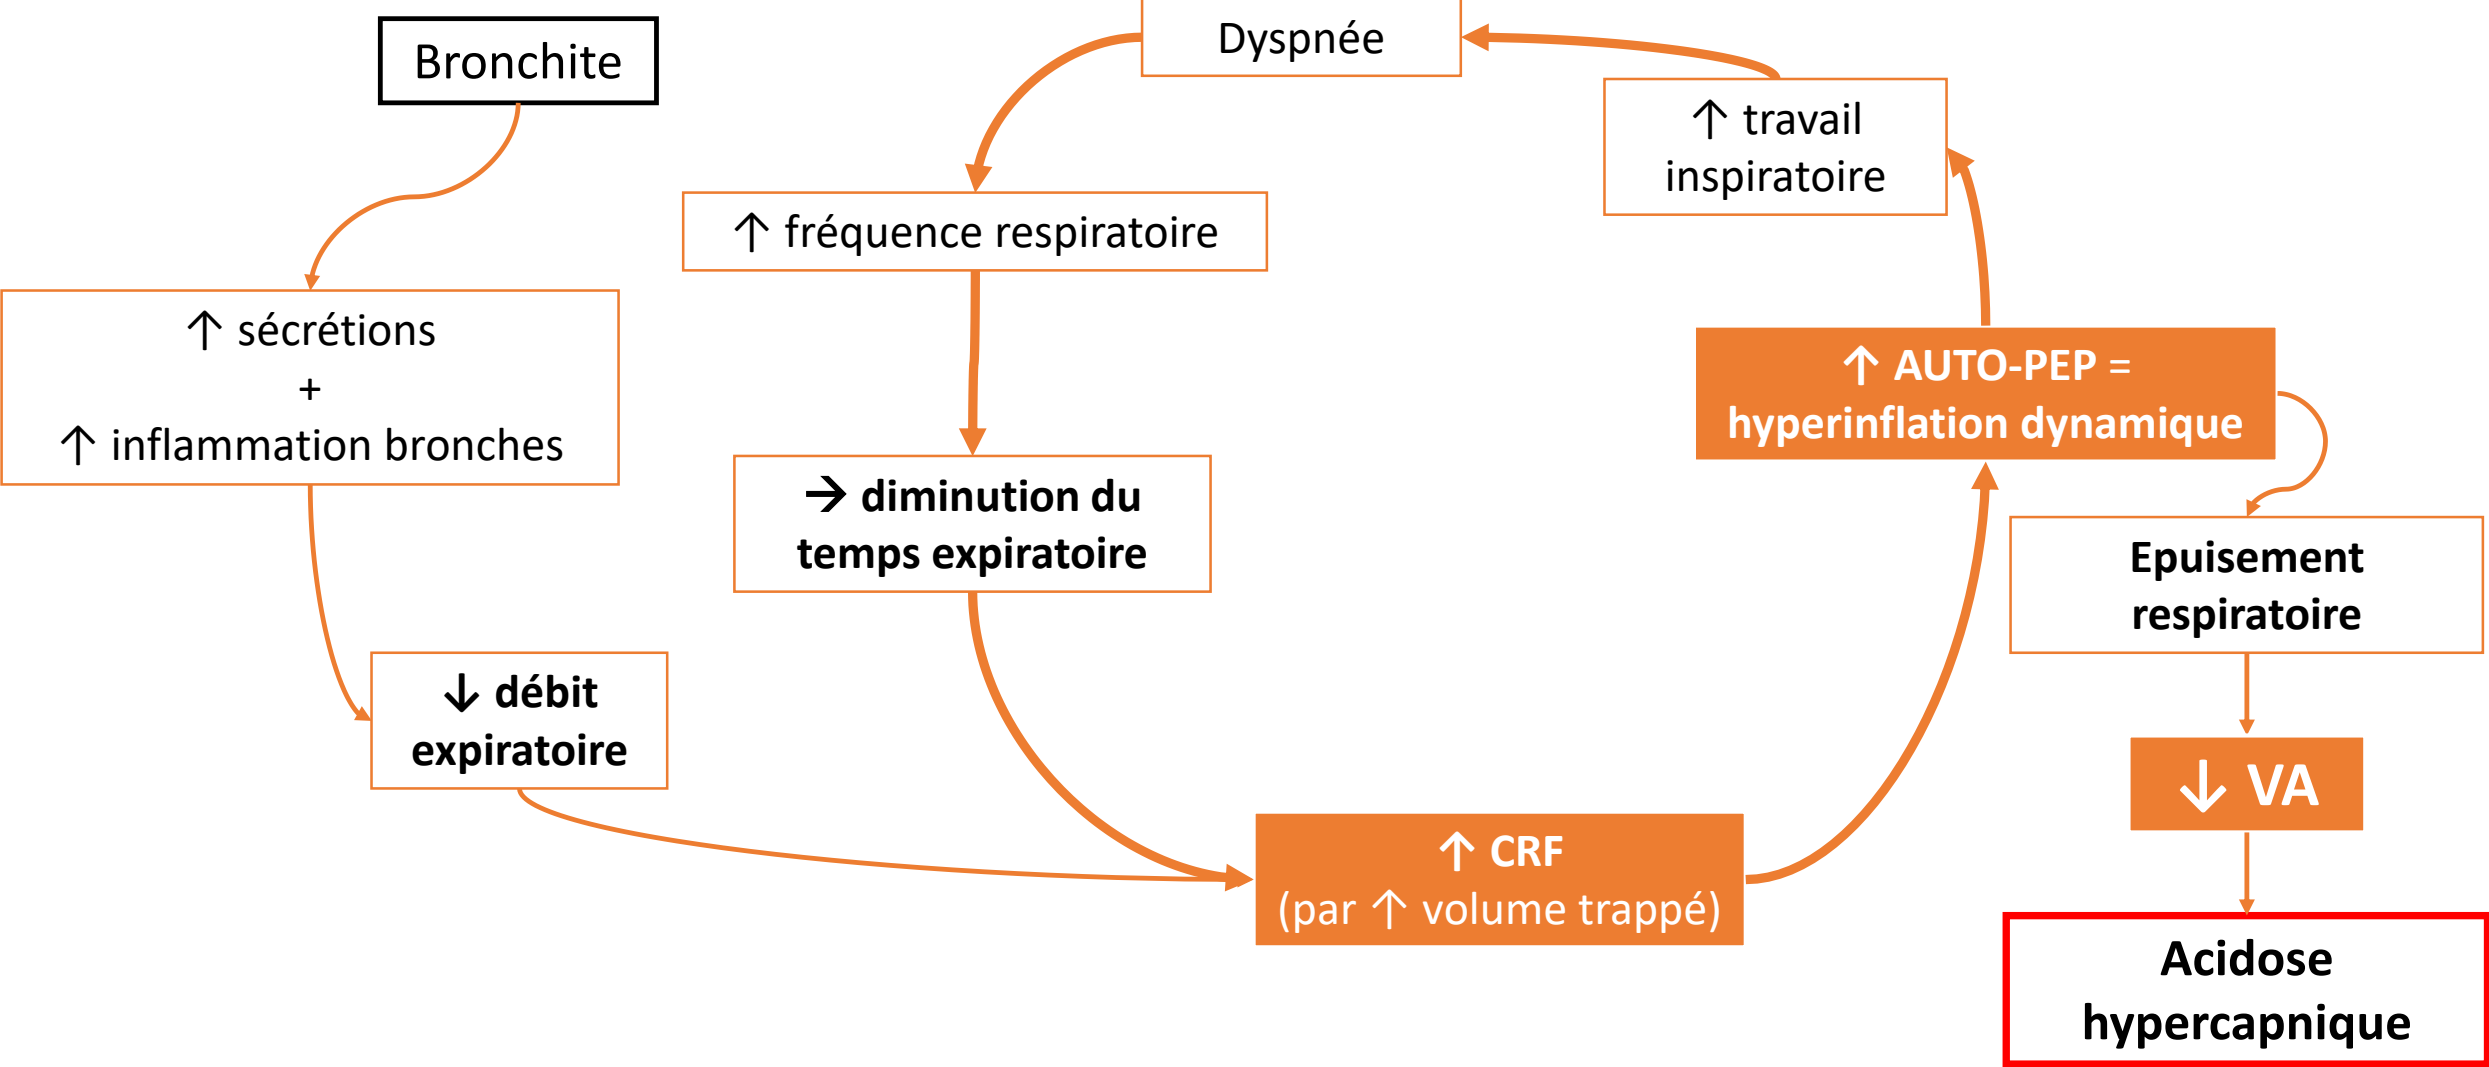 Bronchite
↑ sécrétions
+
↑ inflammation bronches
↓ débit
expiratoire
Dyspnée
↑ fréquence respiratoire
→ diminution du
temps expiratoire
↑ CRF
(par ↑ volume trappé)
↑ AUTO-PEP =
hyperinflation dynamique
↑ travail
inspiratoire
Epuisement
respiratoire
↓ VA
Acidose
hypercapnique